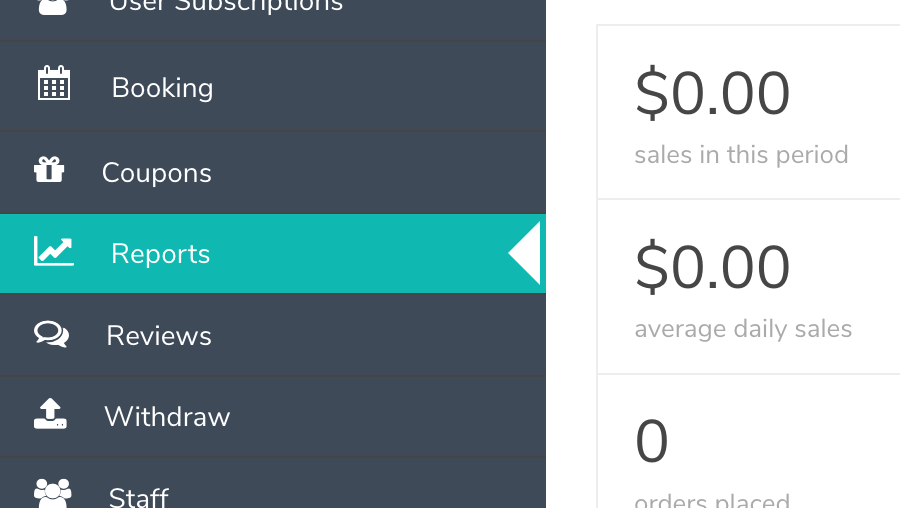 User Subscriptions
Booking
Coupons
Reports
Reviews
Withdraw
Staff
$0.00
sales in this period
$0.00
average daily sales
0
orders placed